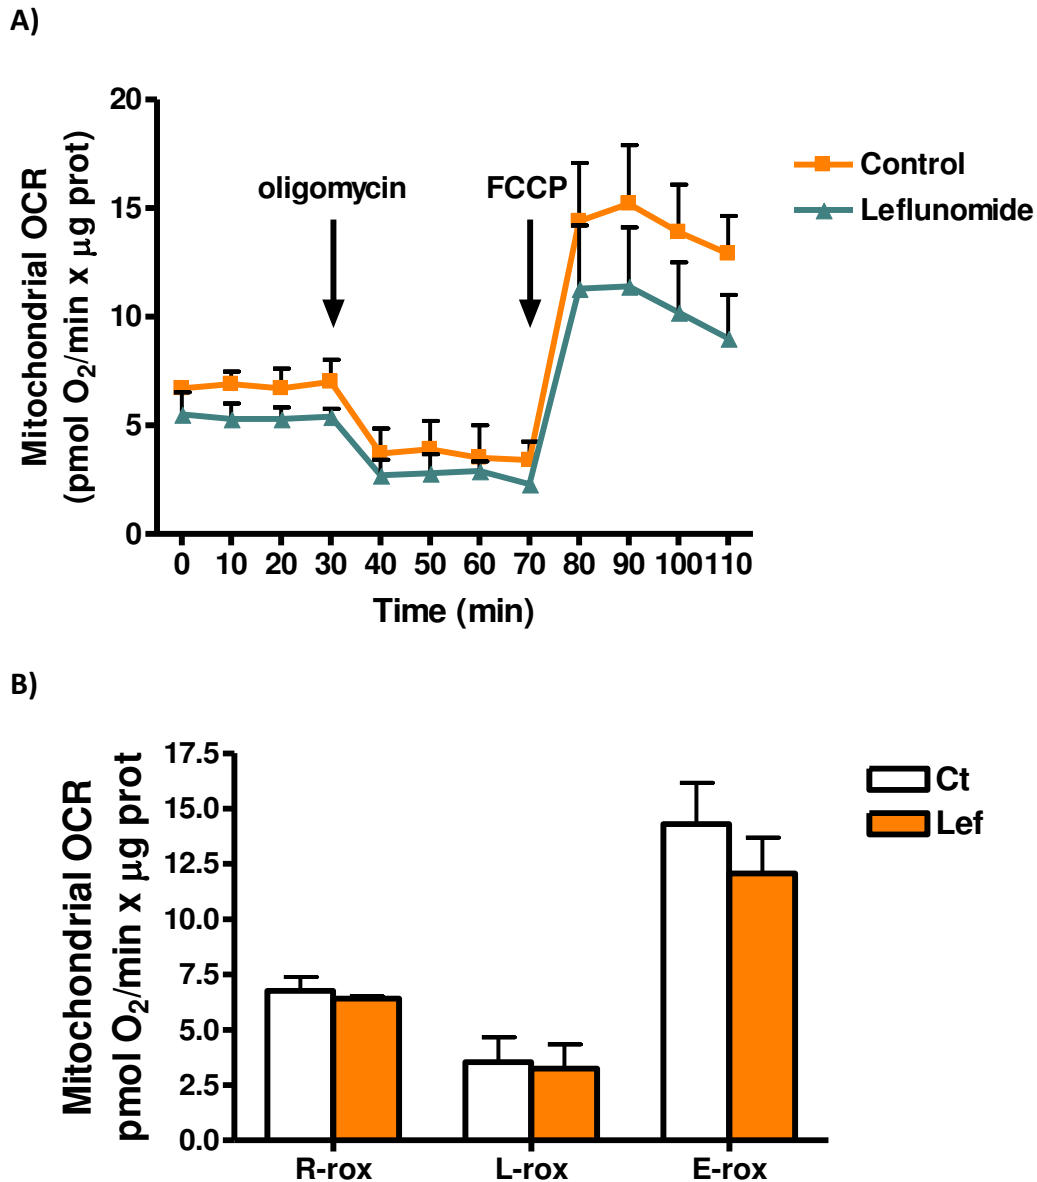 A)
20
15
10
5
0
Mitochondrial OCR
(pmol O₂/min x μg prot)
oligomycin
FCCP
Control
Leflunomide
0 10 20 30 40 50 60 70 80 90 100 110
Time (min)
B)
17.5
15.0
12.5
10.0
7.5
5.0
2.5
0.0
Mitochondrial OCR
pmol O₂/min x μg prot
Ct
Lef
R-rox L-rox E-rox